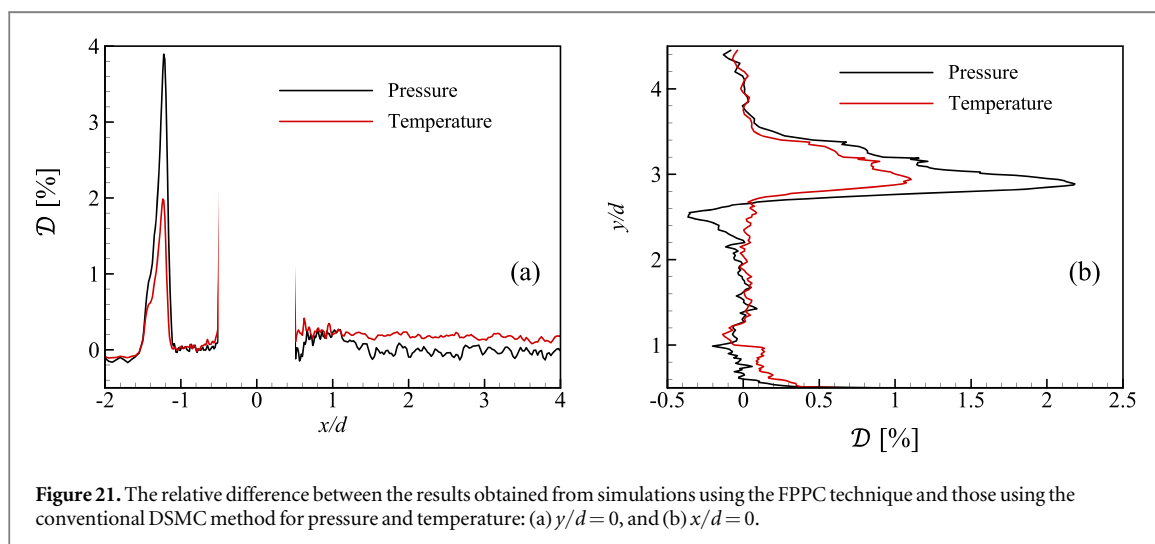 4
3
2
1
0
𝒟 [%]
Pressure
Temperature
(a)
-2 -1 0 1 2 3 4
x/d
4
3
2
1
y/d
Pressure
Temperature
(b)
-0.5 0 0.5 1 1.5 2 2.5
𝒟 [%]
Figure 21. The relative difference between the results obtained from simulations using the FPPC technique and those using the
conventional DSMC method for pressure and temperature: (a) y/d = 0, and (b) x/d = 0.